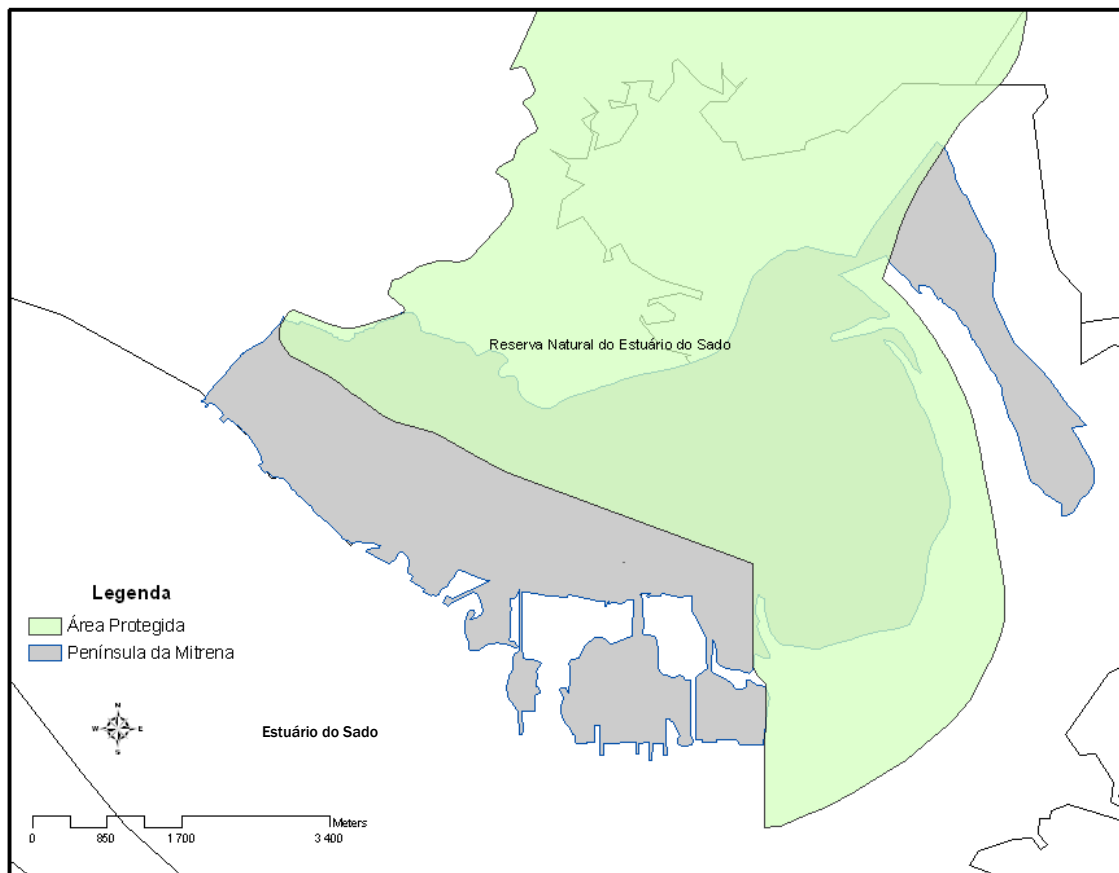 Reserva Natural do Estuário do Sado
Legenda
Área Protegida
Península da Mitrena
N
W E
S
Estuário do Sado
Meters
0 850 1 700 3 400